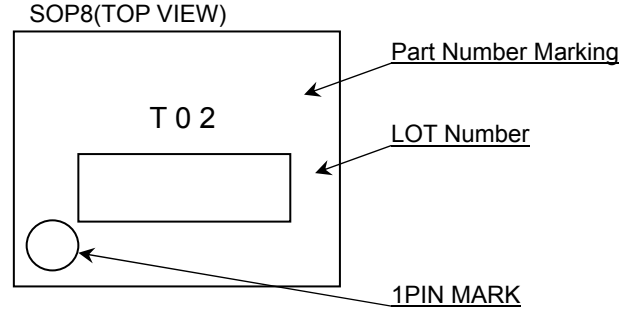 SOP8(TOP VIEW)
Part Number Marking
T 0 2
LOT Number
1PIN MARK